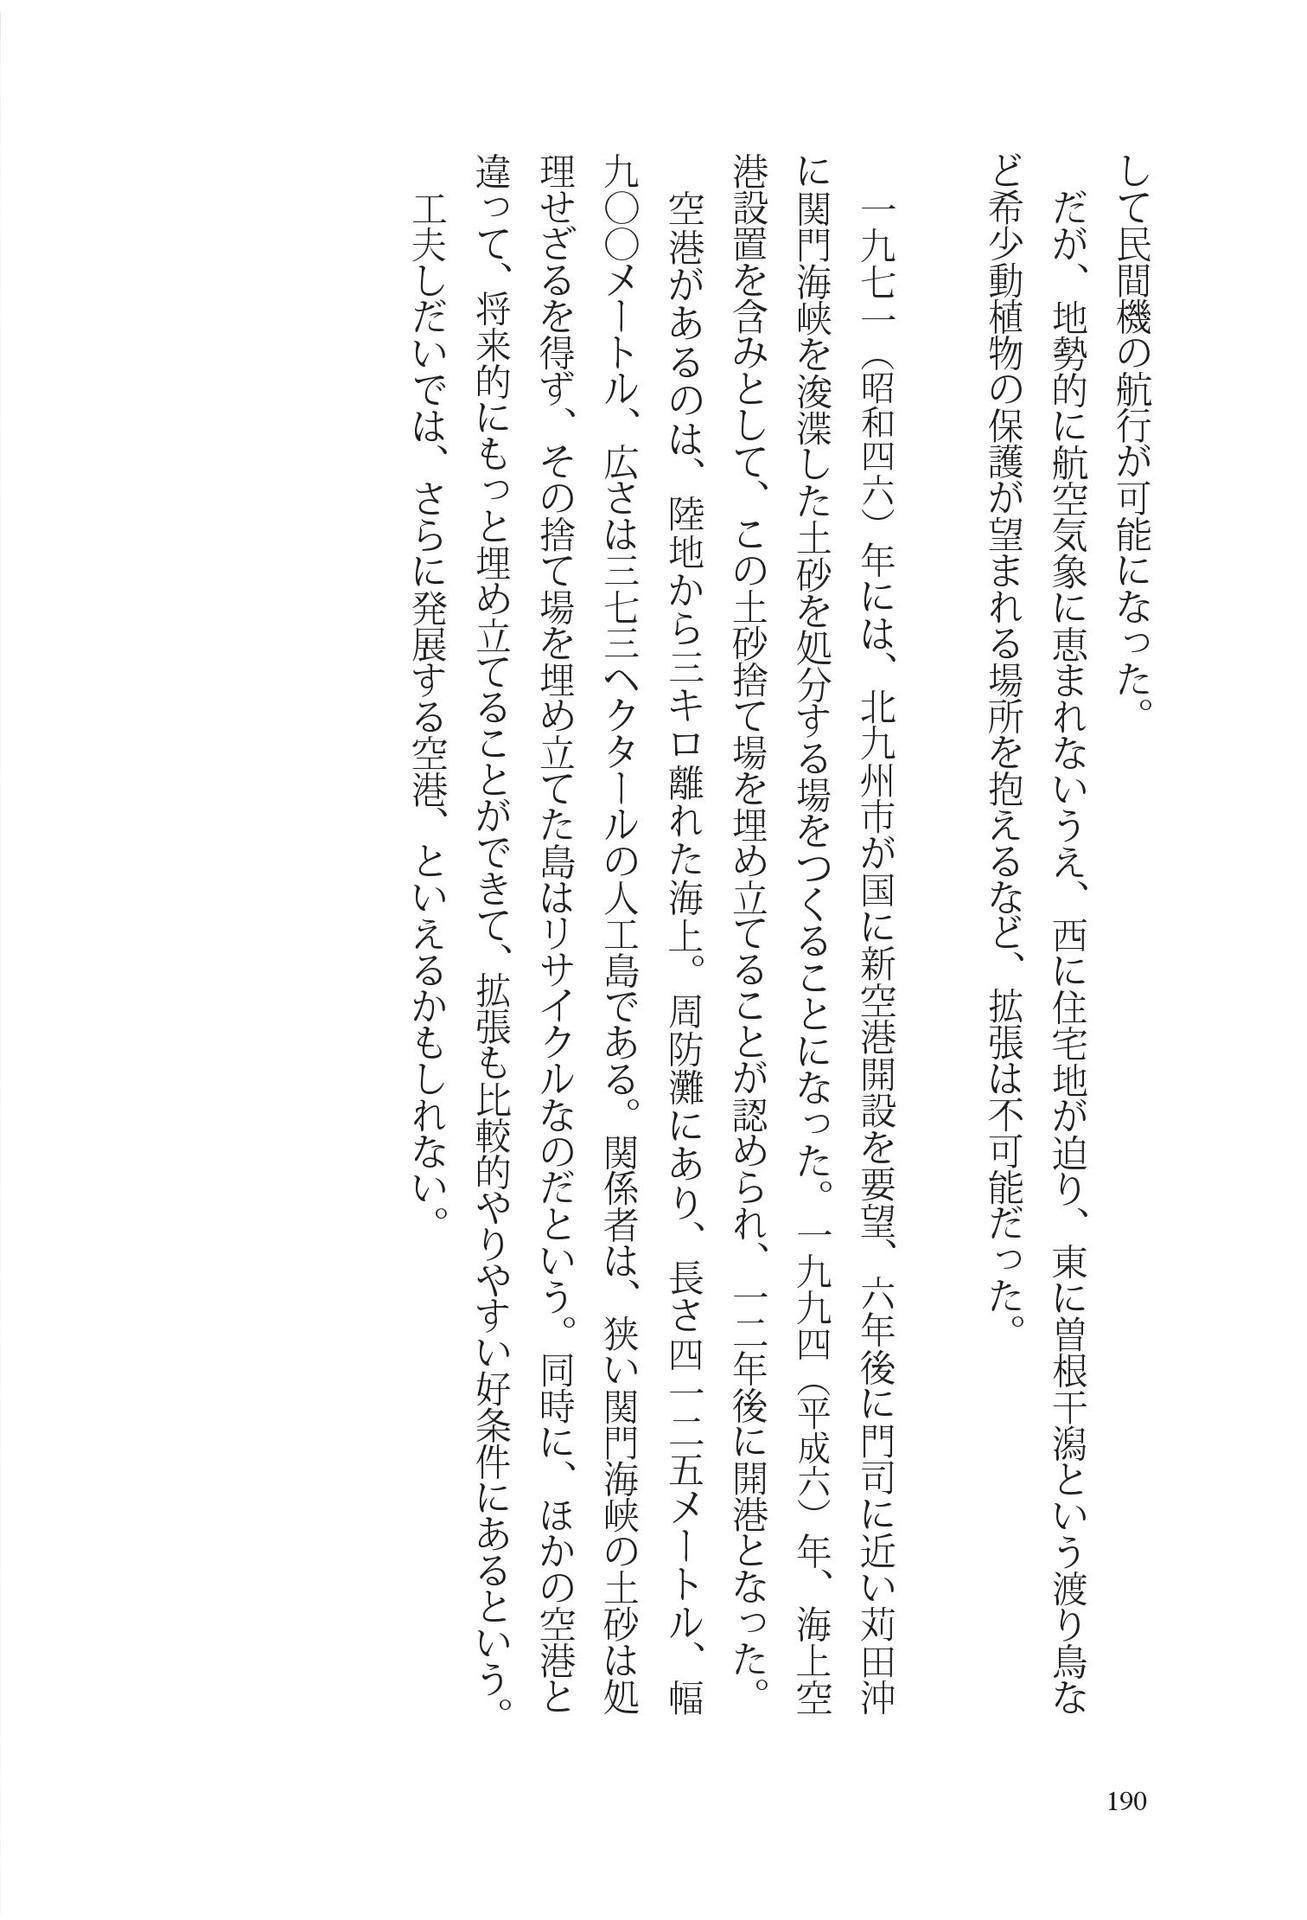 して民間機の航行が可能になった。
だが、地勢的に航空気象に恵まれないうえ、西に住宅地が迫り、東に曽根干潟という渡り鳥な
ど希少動植物の保護が望まれる場所を抱えるなど、拡張は不可能だった。
一九七一（昭和四六）年には、北九州市が国に新空港開設を要望、六年後に門司に近い苅田沖
に関門海峡を浚渫した土砂を処分する場をつくることになった。一九九四（平成六）年、海上空
港設置を含みとして、この土砂捨て場を埋め立てることが認められ、一二年後に開港となった。
空港があるのは、陸地から三キロ離れた海上。周防灘にあり、長さ四一二五メートル、幅
九〇〇メートル、広さは三七三ヘクタールの人工島である。関係者は、狭い関門海峡の土砂は処
理せざるを得ず、その捨て場を埋め立てた島はリサイクルなのだという。同時に、ほかの空港と
違って、将来的にもっと埋め立てることができて、拡張も比較的やりやすい好条件にあるという。
工夫しだいでは、さらに発展する空港、といえるかもしれない。
190